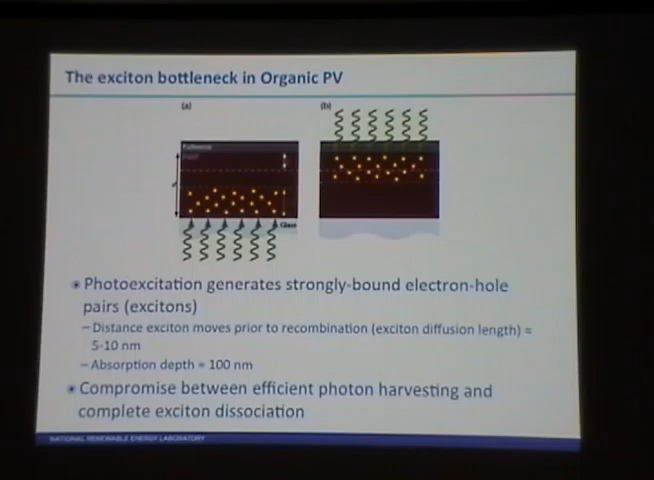 The exciton bottleneck in Organic PV
(a)
(b)
Glass
Photoexcitation generates strongly-bound electron-hole
pairs (excitons)
– Distance exciton moves prior to recombination (exciton diffusion length) =
5-10 nm
– Absorption depth = 100 nm
Compromise between efficient photon harvesting and
complete exciton dissociation
NATIONAL RENEWABLE ENERGY LABORATORY